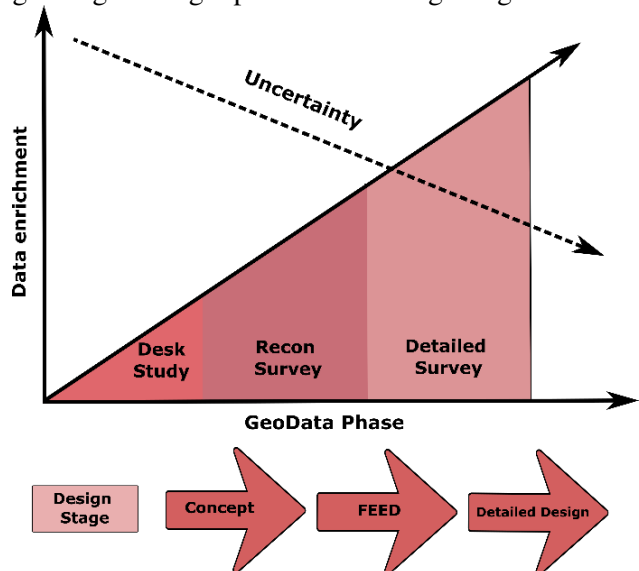 Uncertainty
Data enrichment
Desk
Study
Recon
Survey
Detailed
Survey
GeoData Phase
Design
Stage
Concept
FEED
Detailed Design